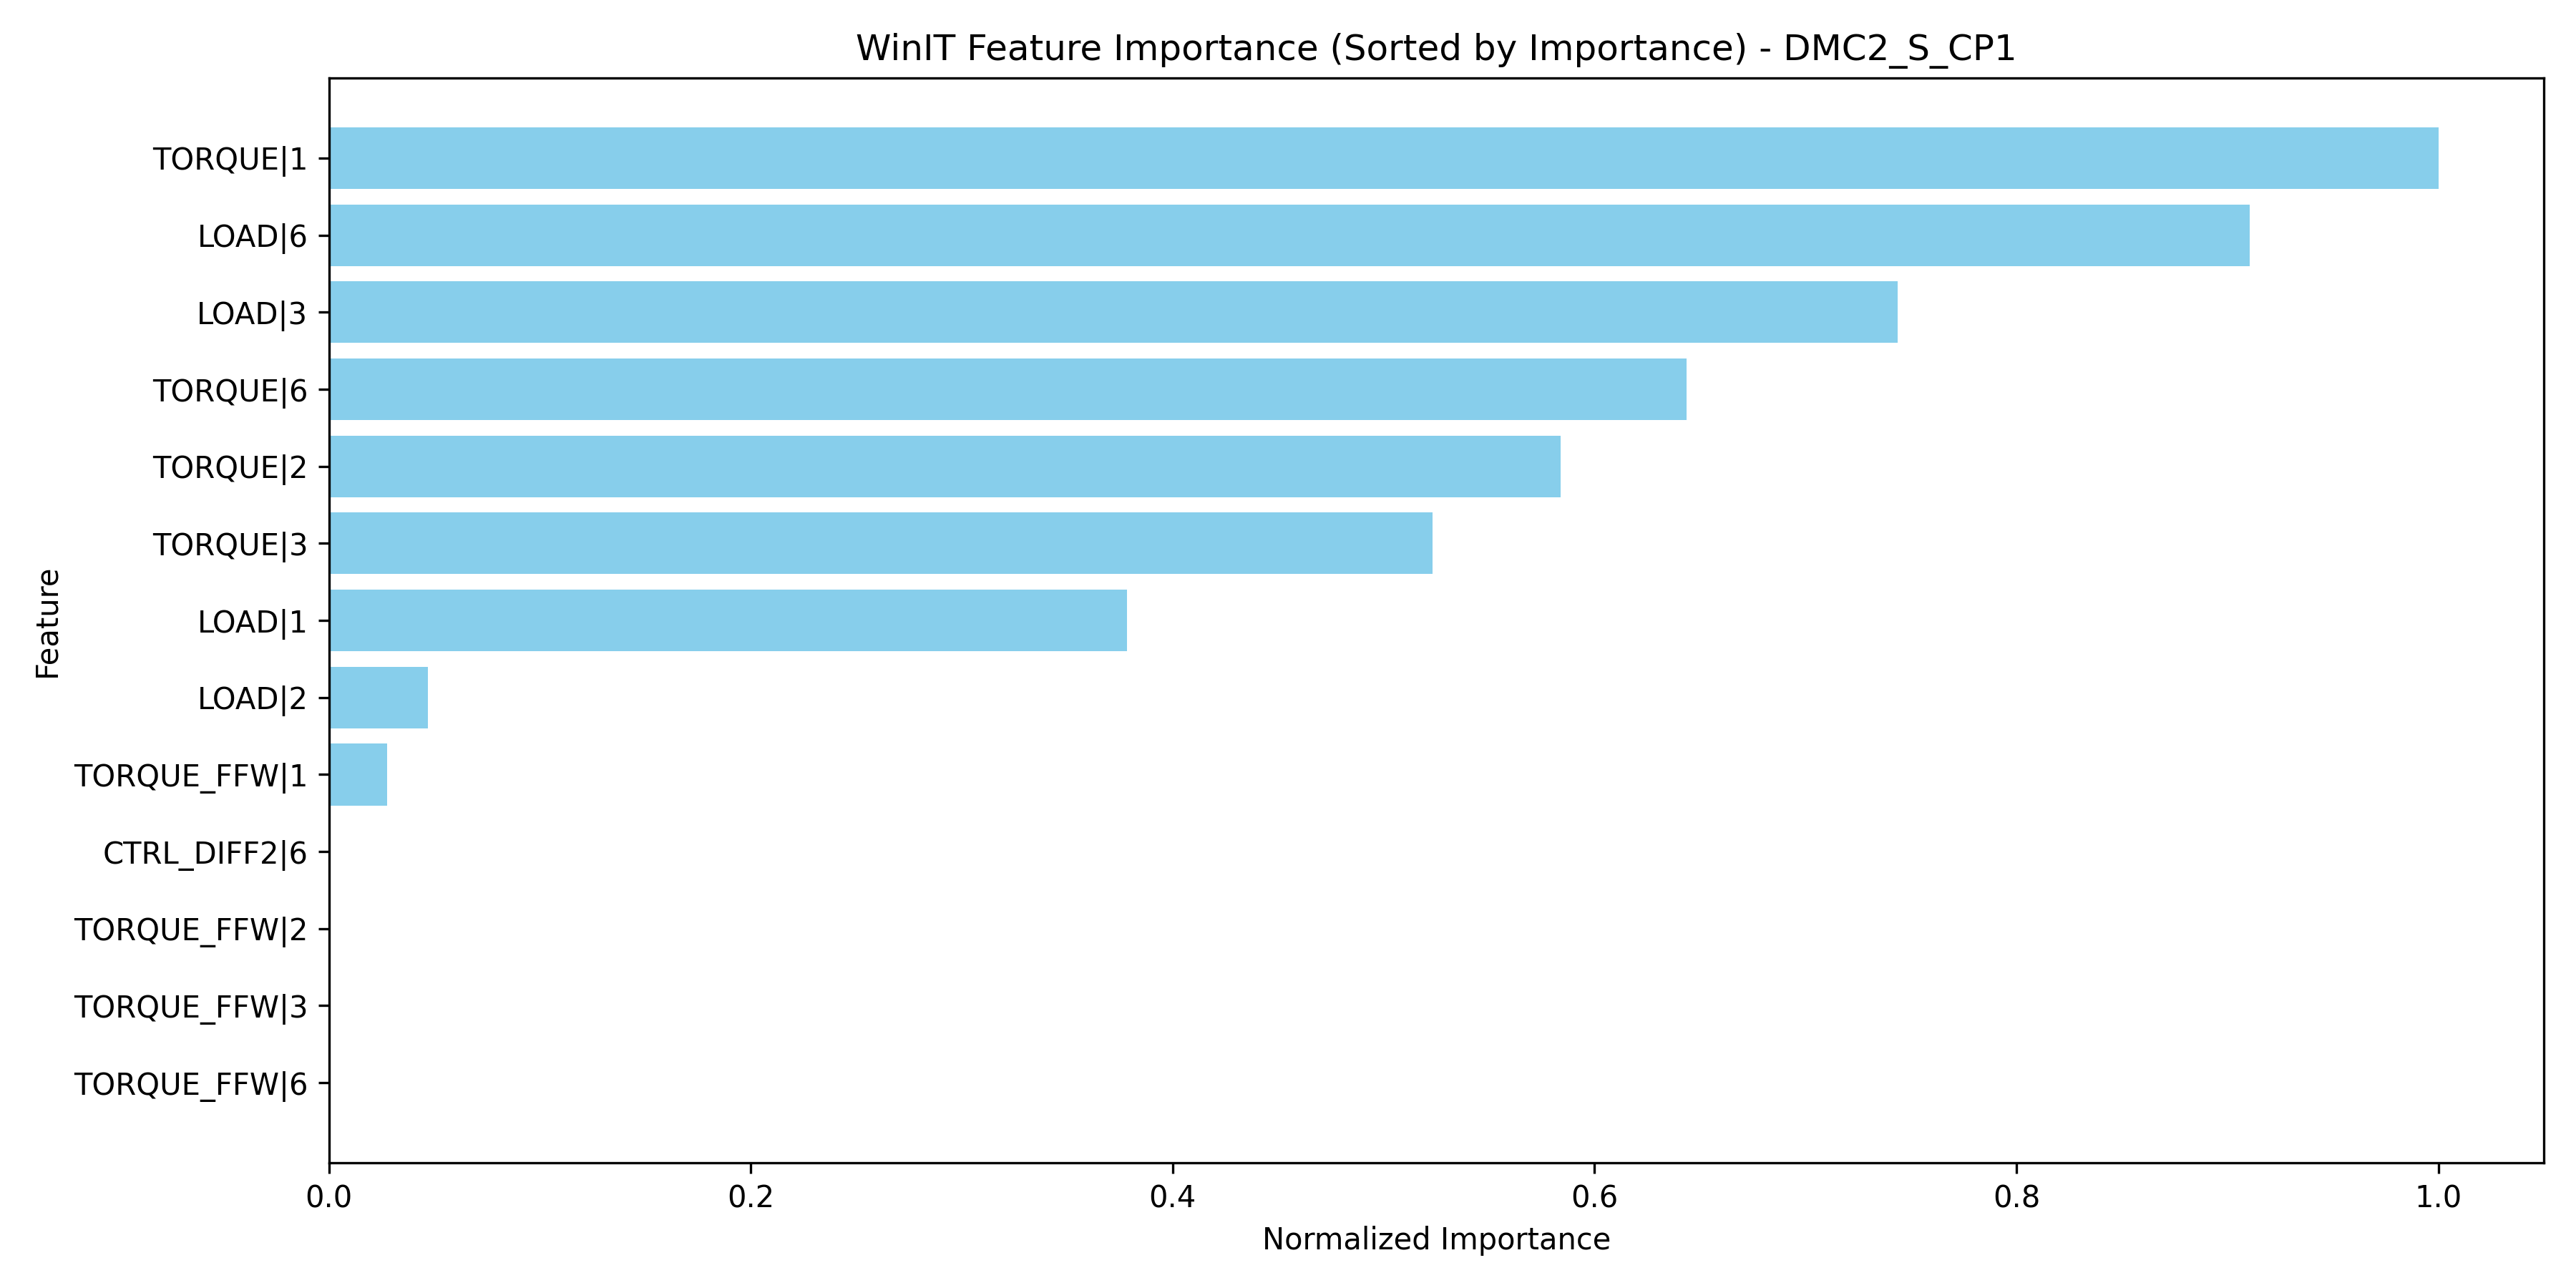 WinIT Feature Importance (Sorted by Importance) - DMC2_S_CP1
TORQUE|1
LOAD|6
LOAD|3
TORQUE|6
TORQUE|2
TORQUE|3
LOAD|1
LOAD|2
TORQUE_FFW|1
CTRL_DIFF2|6
TORQUE_FFW|2
TORQUE_FFW|3
TORQUE_FFW|6
Feature
0.0 0.2 0.4 0.6 0.8 1.0
Normalized Importance